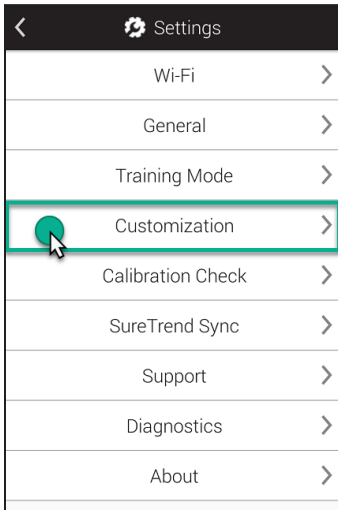 Settings
Wi-Fi
General
Training Mode
Customization
Calibration Check
SureTrend Sync
Support
Diagnostics
About